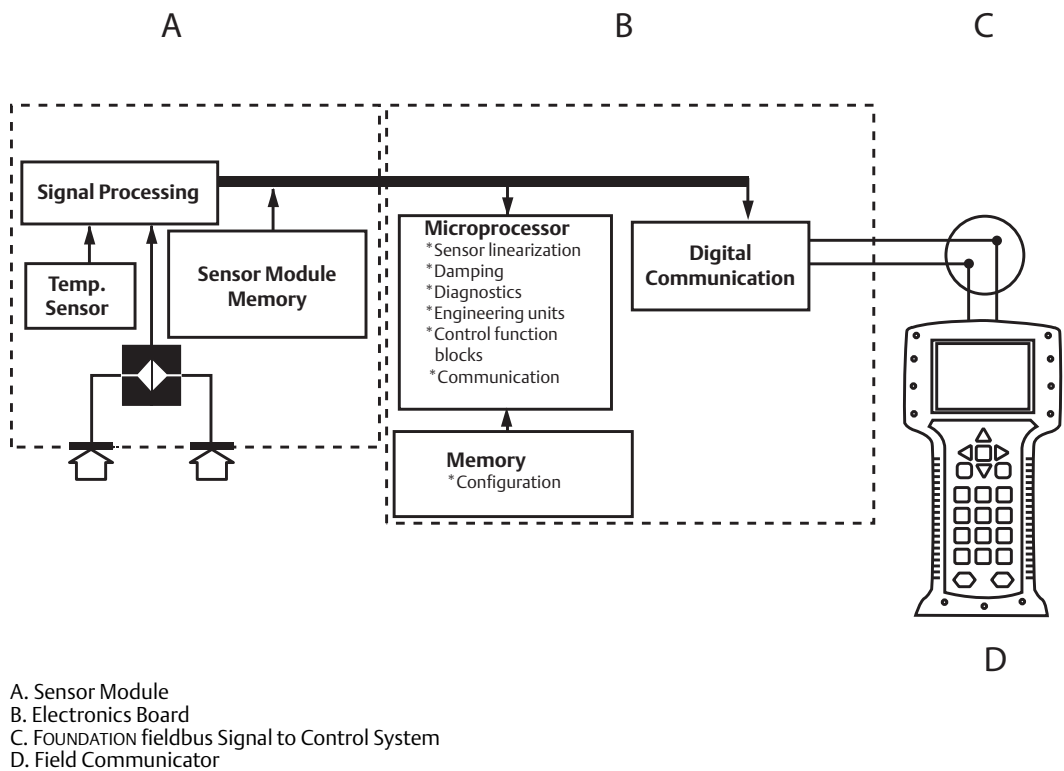 A
B
C
Signal Processing
Temp.
Sensor
Sensor Module
Memory
Microprocessor
*Sensor linearization
*Damping
*Diagnostics
*Engineering units
*Control function
blocks
*Communication
Memory
*Configuration
Digital
Communication
D
A. Sensor Module
B. Electronics Board
C. FOUNDATION fieldbus Signal to Control System
D. Field Communicator